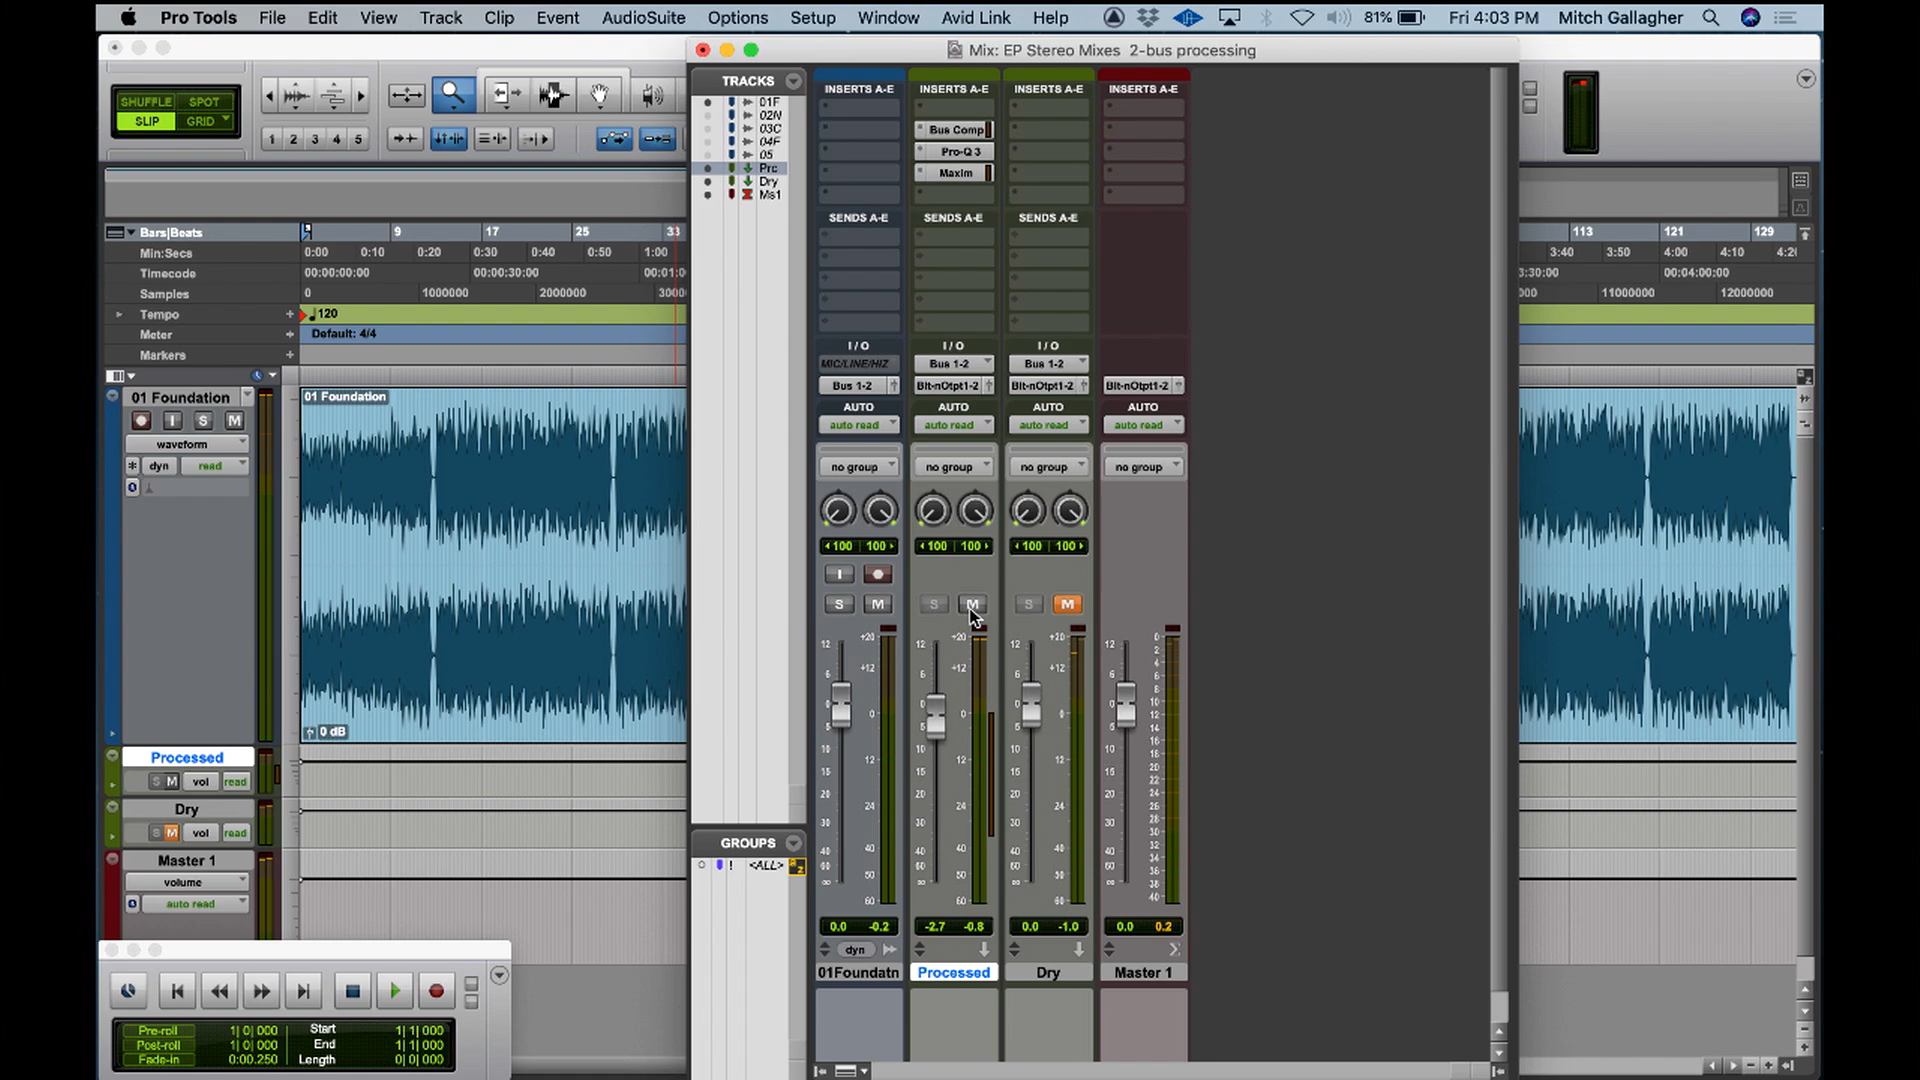 Pro Tools File Edit View Track Clip Event AudioSuite Options Setup Window Avid Link Help 81% Fri 4:03 PM Mitch Gallagher
Mix: EP Stereo Mixes 2-bus processing
SHUFFLE SPOT
SLIP GRID
1 2 3 4 5
TRACKS
01F
02N
03C
04F
05
Prc
Dry
Ms1
INSERTS A-E INSERTS A-E INSERTS A-E INSERTS A-E
Bus Comp
Pro-Q 3
Maxim
SENDS A-E SENDS A-E SENDS A-E
Bars|Beats 9 17 25 33 113 121 129
Min:Secs 0:00 0:10 0:20 0:30 0:40 0:50 1:00 3:40 3:50 4:00 4:10 4:20
Timecode 00:00:00:00 00:00:30:00 00:01:0 3:30:00 00:04:00:00
Samples 0 1000000 2000000 3000 000 11000000 12000000
Tempo 120
Meter Default: 4/4
Markers
I/O I/O I/O
MIC/LINE/HIZ Bus 1-2 Bus 1-2
Bus 1-2 Blt-nOtpt1-2 Blt-nOtpt1-2 Blt-nOtpt1-2
AUTO AUTO AUTO AUTO
auto read auto read auto read auto read
no group no group no group no group
100 100 100 100 100 100
I
S M S M S M
01 Foundation
I S M
waveform
dyn read
01 Foundation
0 dB
Processed
S M vol read
Dry
S M vol read
Master 1
volume
auto read
GROUPS
! <ALL>
0.0 -0.2 -2.7 -0.8 0.0 -1.0 0.0 0.2
dyn
01Foundatn Processed Dry Master 1
Pre-roll 1| 0| 000 Start 1| 1| 000
Post-roll 1| 0| 000 End 1| 1| 000
Fade-in 0:00.250 Length 0| 0| 000